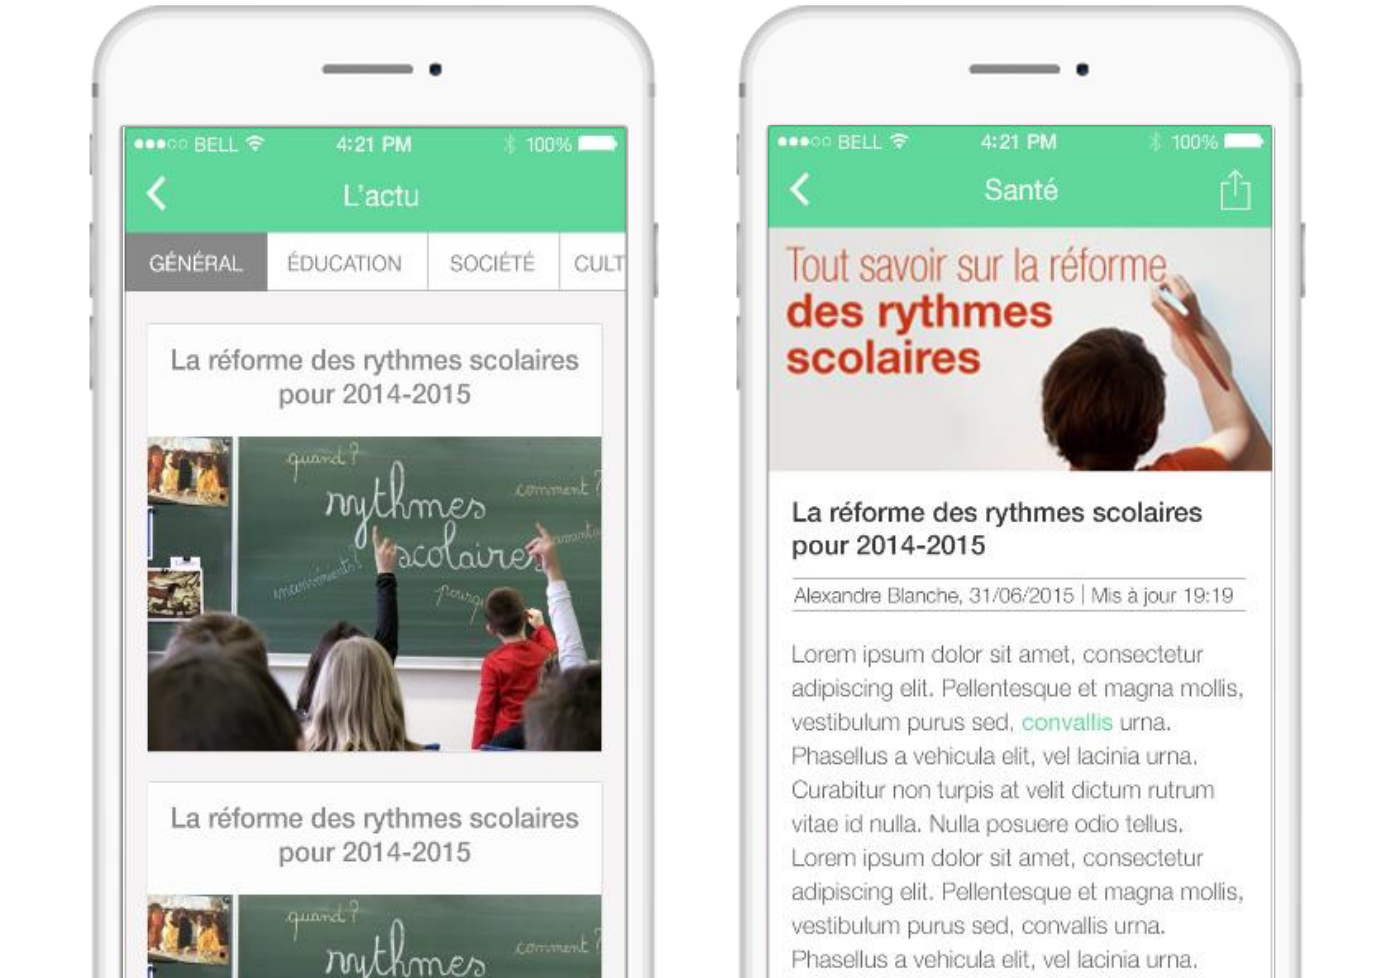 BELL 4:21 PM 100%
L'actu
GÉNÉRAL ÉDUCATION SOCIÉTÉ CULT
La réforme des rythmes scolaires
pour 2014-2015
quand ?
rythmes
comment ?
scolaires
inconvénients ?
pourquoi
La réforme des rythmes scolaires
pour 2014-2015
quand ?
rythmes
comment ?
BELL 4:21 PM 100%
Santé
Tout savoir sur la réforme
des rythmes
scolaires
La réforme des rythmes scolaires
pour 2014-2015
Alexandre Blanche, 31/06/2015 | Mis à jour 19:19
Lorem ipsum dolor sit amet, consectetur
adipiscing elit. Pellentesque et magna mollis,
vestibulum purus sed, convallis urna.
Phasellus a vehicula elit, vel lacinia urna.
Curabitur non turpis at velit dictum rutrum
vitae id nulla. Nulla posuere odio tellus.
Lorem ipsum dolor sit amet, consectetur
adipiscing elit. Pellentesque et magna mollis,
vestibulum purus sed, convallis urna.
Phasellus a vehicula elit, vel lacinia urna.